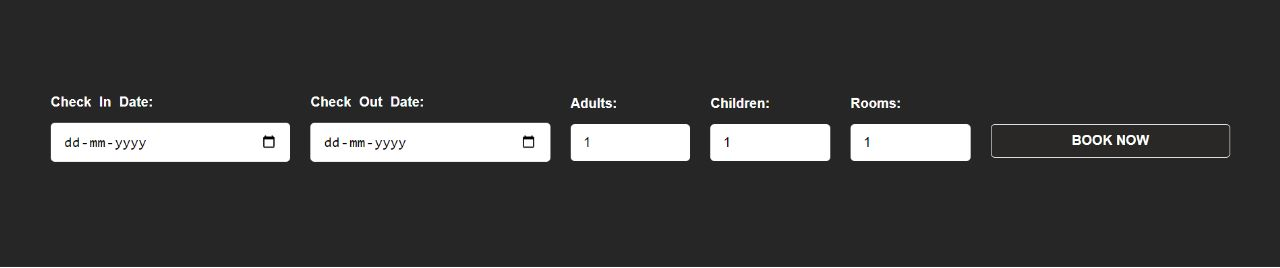 Check In Date:
Check Out Date:
Adults:
Children:
Rooms:
dd-mm-yyyy
dd-mm-yyyy
1
1
1
BOOK NOW